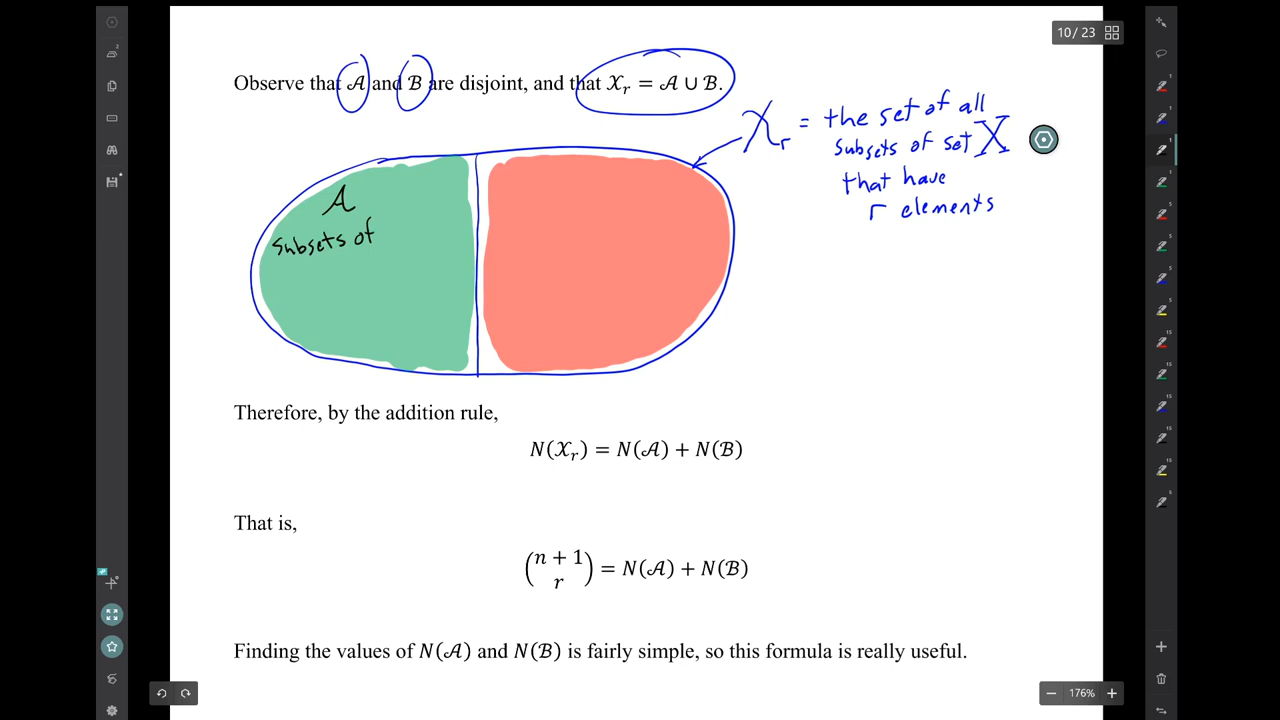 10 / 23
Observe that 𝒜 and ℬ are disjoint, and that 𝒳ᵣ = 𝒜 ∪ ℬ.
𝒳ᵣ = the set of all
subsets of set X
that have
r elements
𝒜
subsets of
Therefore, by the addition rule,
N(𝒳ᵣ) = N(𝒜) + N(ℬ)
That is,
(n + 1
r) = N(𝒜) + N(ℬ)
Finding the values of N(𝒜) and N(ℬ) is fairly simple, so this formula is really useful.
176%